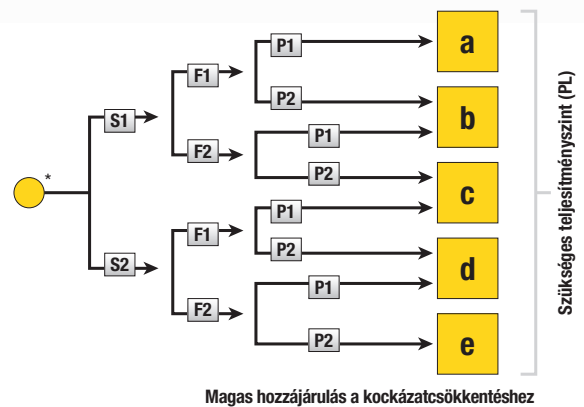 P1
a
F1
P2
b
S1
P1
F2
P2
c
*
P1
F1
P2
d
S2
P1
F2
P2
e
Szükséges teljesítményszint (PL)
Magas hozzájárulás a kockázatcsökkentéshez